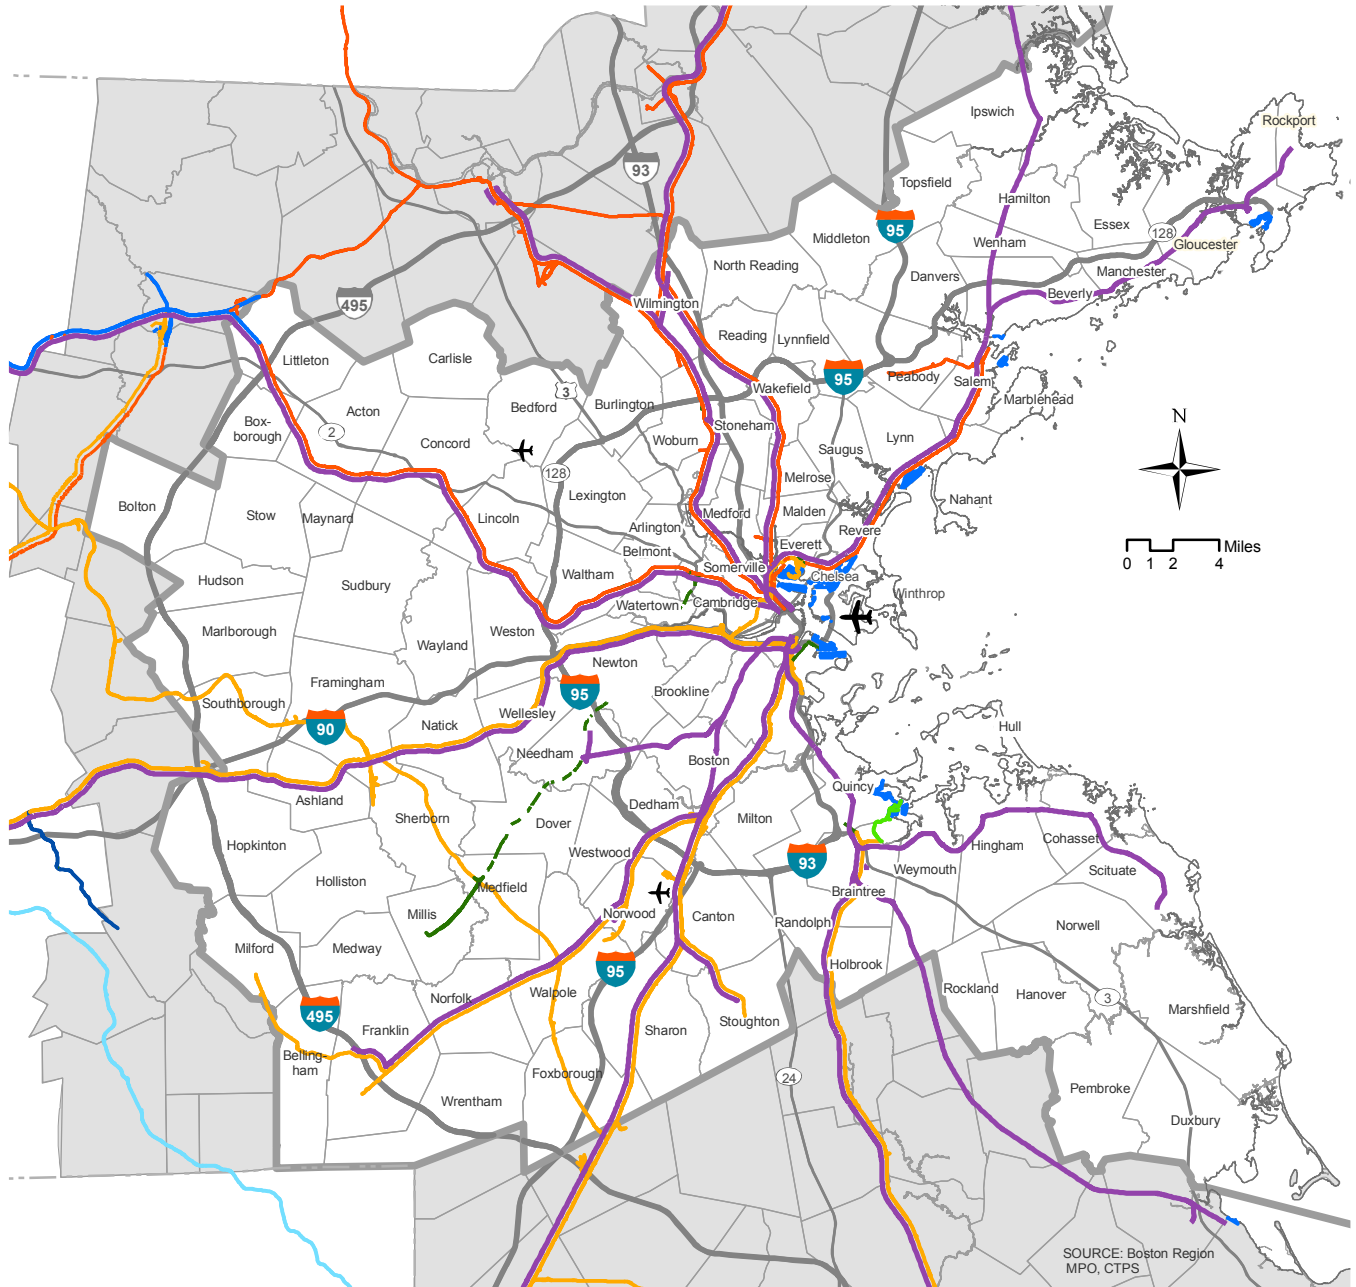 Rockport
Ipswich
93
Topsfield
Hamilton
Essex
95
128
Wenham
Gloucester
Middleton
North Reading
Danvers
Manchester
Beverly
495
Wilmington
Reading
Lynnfield
Littleton
Carlisle
95
Peabody
Salem
Wakefield
3
Marblehead
Bedford
Burlington
Acton
Box-
borough
2
Stoneham
N
Concord
Woburn
Lynn
Saugus
128
Melrose
Lexington
Nahant
Bolton
Stow
Maynard
Lincoln
Medford
Malden
Arlington
Revere
Everett
Belmont
Miles
0 1 2 4
Somerville
Waltham
Chelsea
Hudson
Sudbury
Winthrop
Watertown
Cambridge
Marlborough
Weston
Wayland
Newton
Framingham
95
Brookline
Southborough
Wellesley
90
Natick
Hull
Needham
Boston
Quincy
Ashland
Dedham
Sherborn
Dover
Milton
Cohasset
Hopkinton
Hingham
Westwood
93
Weymouth
Scituate
Holliston
Medfield
Braintree
Millis
Norwood
Canton
Randolph
Norwell
Milford
Medway
Holbrook
95
Rockland
Hanover
3
Walpole
Norfolk
Marshfield
495
Stoughton
Franklin
Sharon
Belling-
ham
Foxborough
24
Pembroke
Wrentham
Duxbury
SOURCE: Boston Region
MPO, CTPS